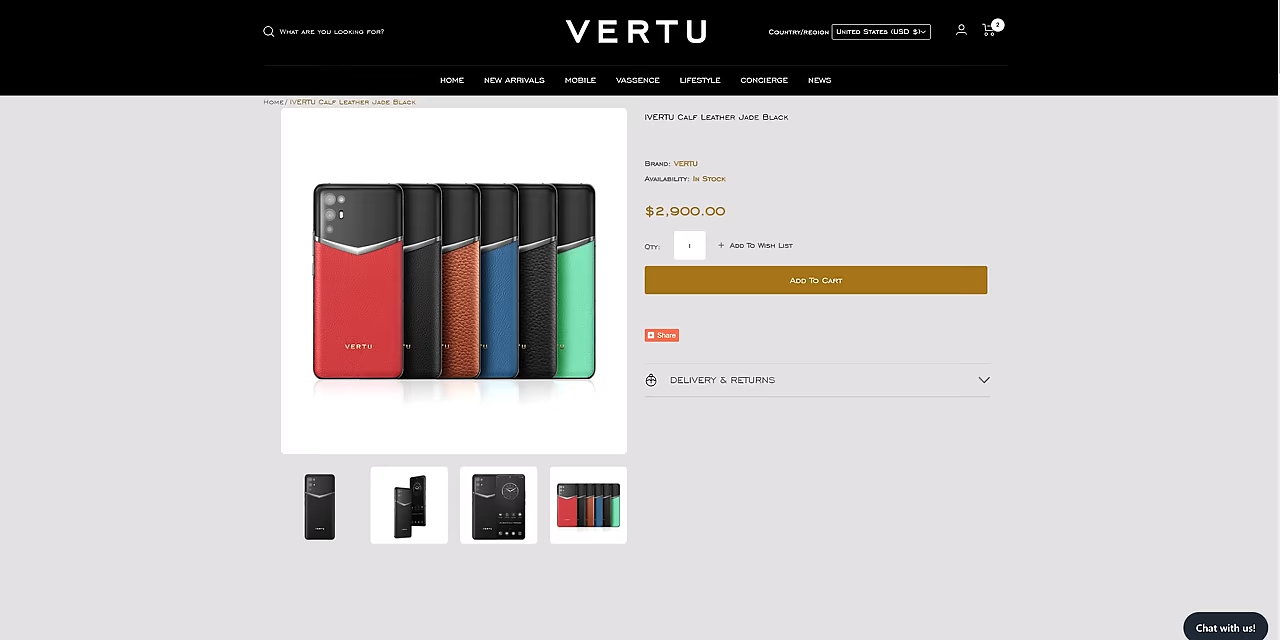 What are you looking for?
VERTU
Country/region United States (USD $)
2
HOME NEW ARRIVALS MOBILE VASSENCE LIFESTYLE CONCIERGE NEWS
Home/ iVERTU Calf Leather Jade Black
iVERTU Calf Leather Jade Black
Brand: VERTU
Availability: In Stock
$2,900.00
Qty: 1 + Add To Wish List
Add To Cart
Share
VERTU
DELIVERY & RETURNS
VERTU
Chat with us!